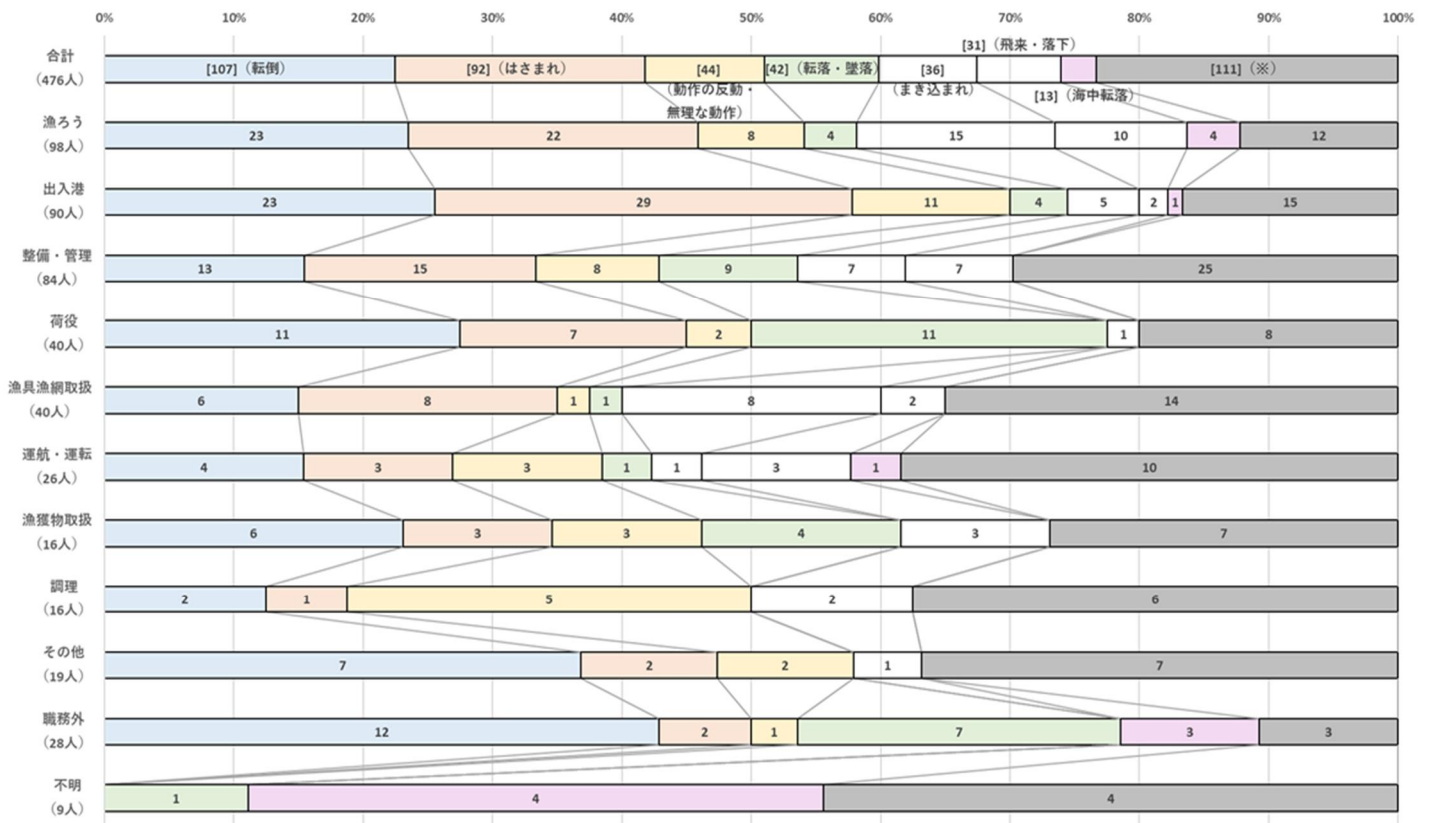 0% 10% 20% 30% 40% 50% 60% 70% 80% 90% 100%
[31]（飛来・落下）
合計
（476人）
[107]（転倒） [92]（はさまれ） [44] [42]（転落・墜落） [36] [111]（※）
（動作の反動・
無理な動作）
（まき込まれ）
[13]（海中転落）
漁ろう
（98人）
23 22 8 4 15 10 4 12
出入港
（90人）
23 29 11 4 5 2 1 15
整備・管理
（84人）
13 15 8 9 7 7 25
荷役
（40人）
11 7 2 11 1 8
漁具漁網取扱
（40人）
6 8 1 1 8 2 14
運航・運転
（26人）
4 3 3 1 1 3 1 10
漁獲物取扱
（16人）
6 3 3 4 3 7
調理
（16人）
2 1 5 2 6
その他
（19人）
7 2 2 1 7
職務外
（28人）
12 2 1 7 3 3
不明
（9人）
1 4 4